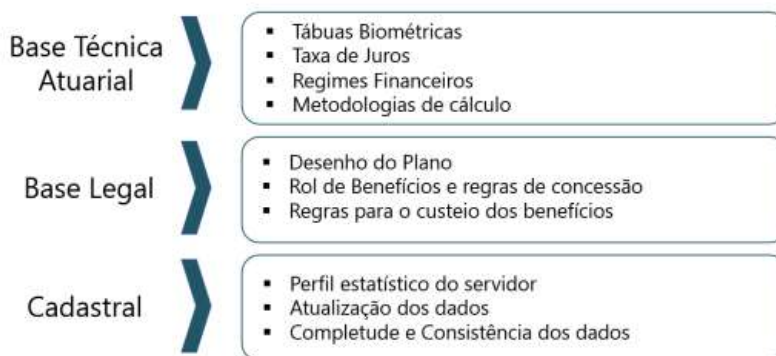 Base Técnica
Atuarial
▪ Tábuas Biométricas
▪ Taxa de Juros
▪ Regimes Financeiros
▪ Metodologias de cálculo
Base Legal
▪ Desenho do Plano
▪ Rol de Benefícios e regras de concessão
▪ Regras para o custeio dos benefícios
Cadastral
▪ Perfil estatístico do servidor
▪ Atualização dos dados
▪ Completude e Consistência dos dados